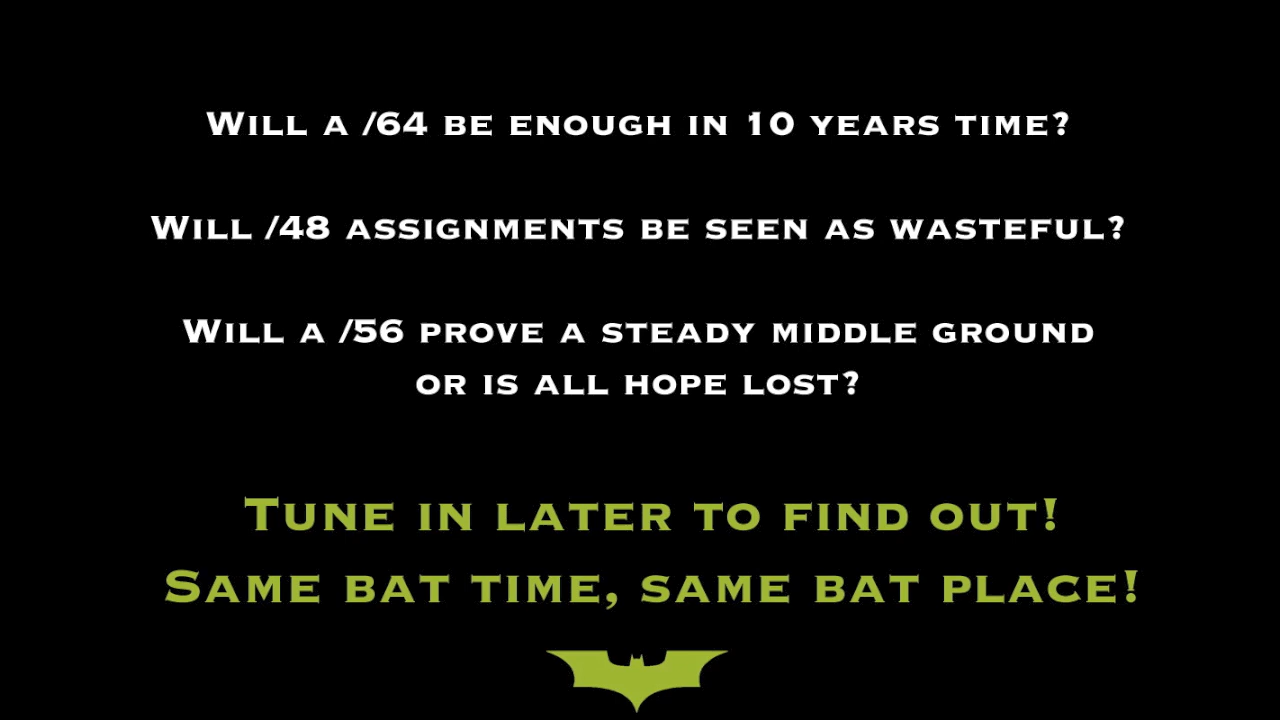 Will a /64 be enough in 10 years time?
Will /48 assignments be seen as wasteful?
Will a /56 prove a steady middle ground
or is all hope lost?
Tune in later to find out!
Same bat time, same bat place!